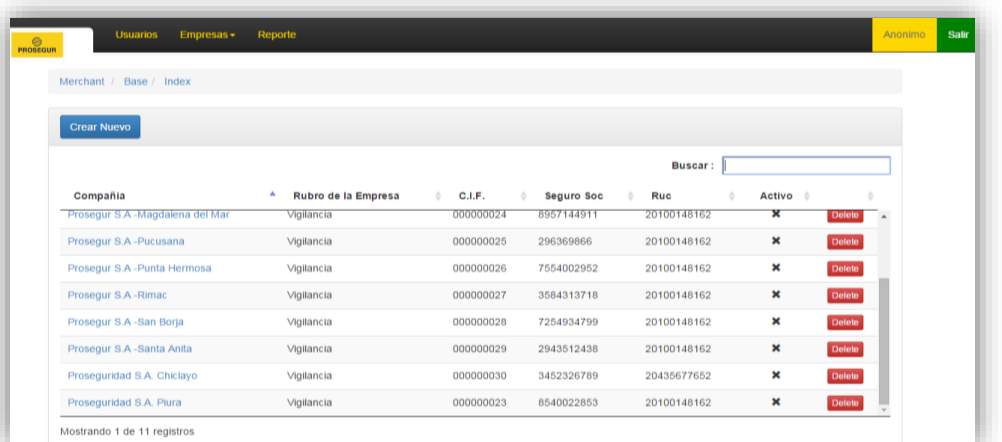 PROSEGUR Usuarios Empresas Reporte Anonimo Salir
Merchant / Base / Index
Crear Nuevo
Buscar :
Compañia Rubro de la Empresa C.I.F. Seguro Soc Ruc Activo
Prosegur S.A -Magdalena del Mar Vigilancia 000000024 8957144911 20100148162 Delete
Prosegur S.A -Pucusana Vigilancia 000000025 296369866 20100148162 Delete
Prosegur S.A -Punta Hermosa Vigilancia 000000026 7554002952 20100148162 Delete
Prosegur S.A -Rimac Vigilancia 000000027 3584313718 20100148162 Delete
Prosegur S.A -San Borja Vigilancia 000000028 7254934799 20100148162 Delete
Prosegur S.A -Santa Anita Vigilancia 000000029 2943512438 20100148162 Delete
Proseguridad S.A. Chiclayo Vigilancia 000000030 3452326789 20435677652 Delete
Proseguridad S.A. Piura Vigilancia 000000023 8540022853 20100148162 Delete
Mostrando 1 de 11 registros